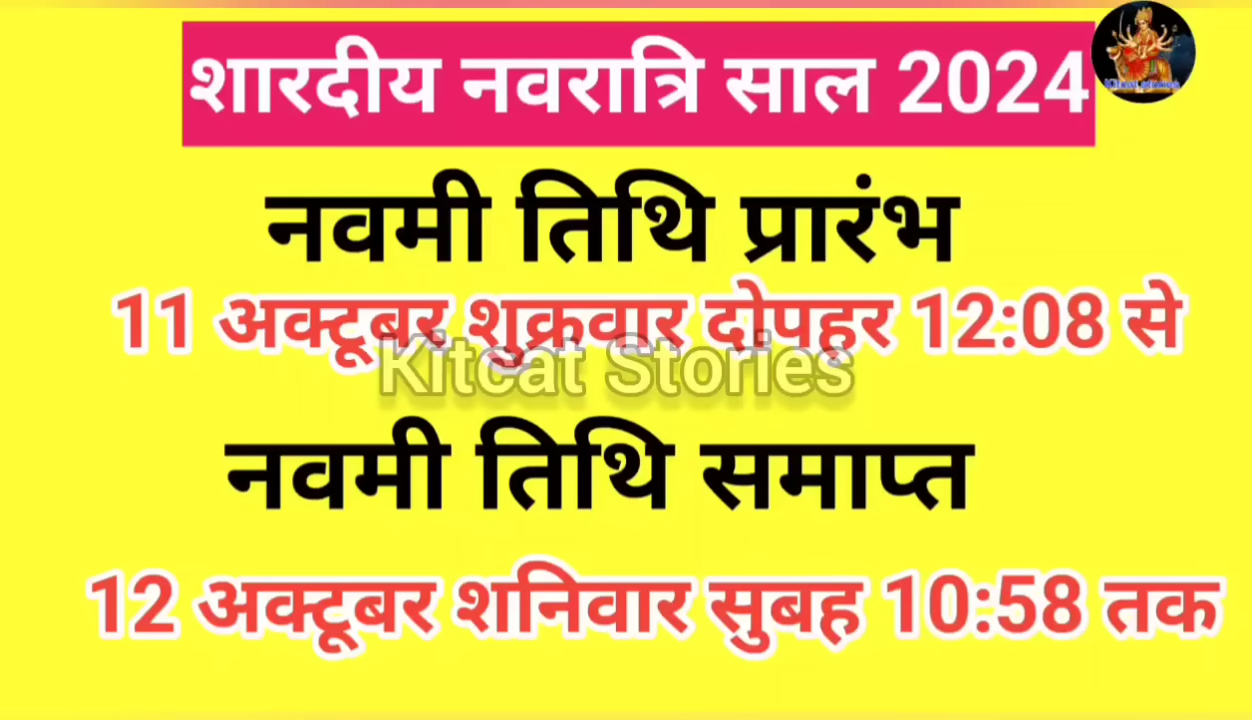 शारदीय नवरात्रि साल 2024
नवमी तिथि प्रारंभ
11 अक्टूबर शुक्रवार दोपहर 12:08 से
Kitcat Stories
नवमी तिथि समाप्त
12 अक्टूबर शनिवार सुबह 10:58 तक